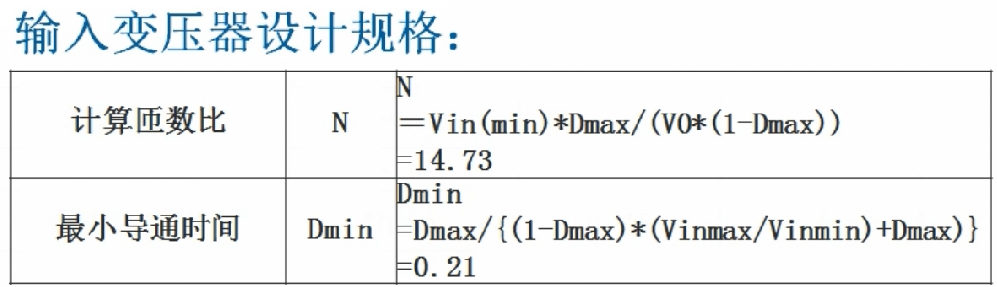 输入变压器设计规格：
计算匝数比
N
N
=Vin(min)*Dmax/(VO*(1-Dmax))
=14.73
最小导通时间
Dmin
Dmin
=Dmax/{(1-Dmax)*(Vinmax/Vinmin)+Dmax)}
=0.21